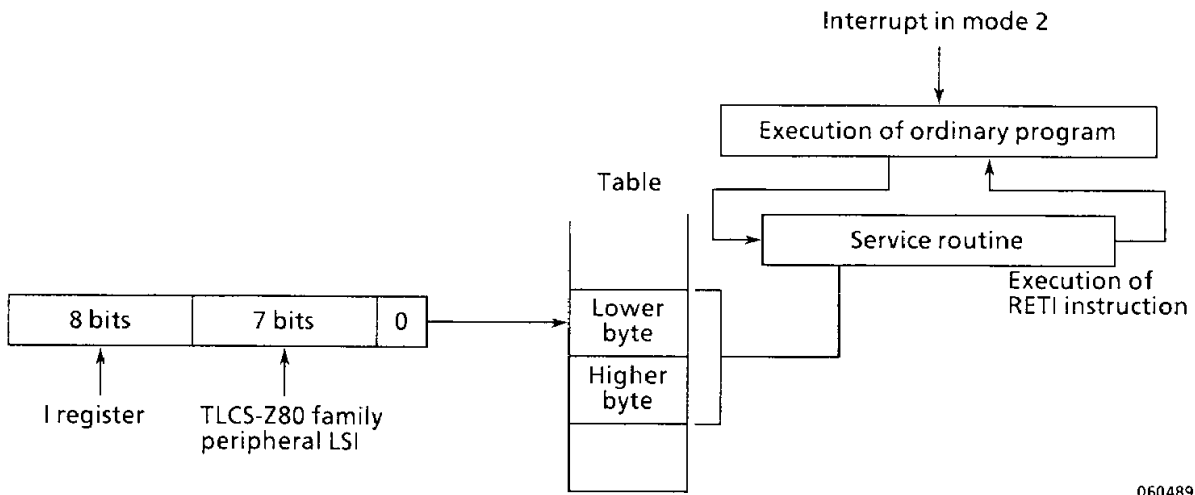 Interrupt in mode 2
Execution of ordinary program
Table
Service routine
Execution of
RETI instruction
8 bits
7 bits
0
Lower
byte
Higher
byte
I register
TLCS-Z80 family
peripheral LSI
060489